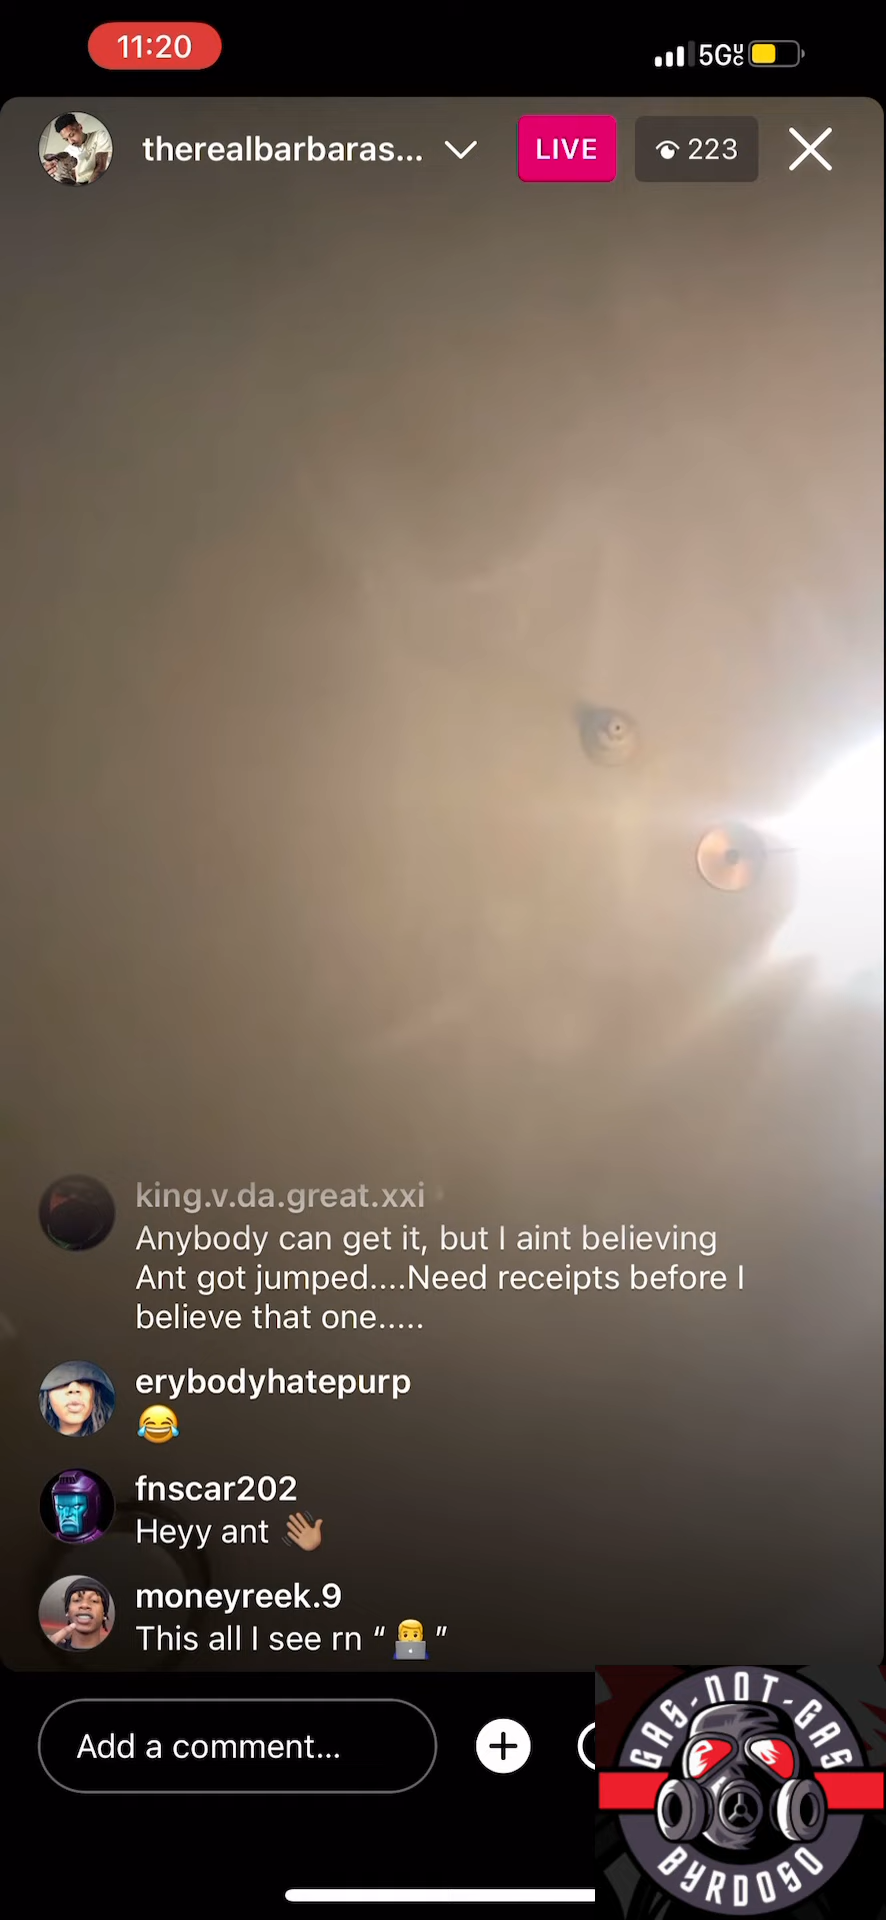 11:20
5G
therealbarbaras...
LIVE
223
king.v.da.great.xxi
Anybody can get it, but I aint believing
Ant got jumped....Need receipts before I
believe that one.....
erybodyhatepurp
😂
fnscar202
Heyy ant 👋🏽
moneyreek.9
This all I see rn “ 👨‍💻 ”
Add a comment...
GAS-NOT-GAS
BYRDOSO